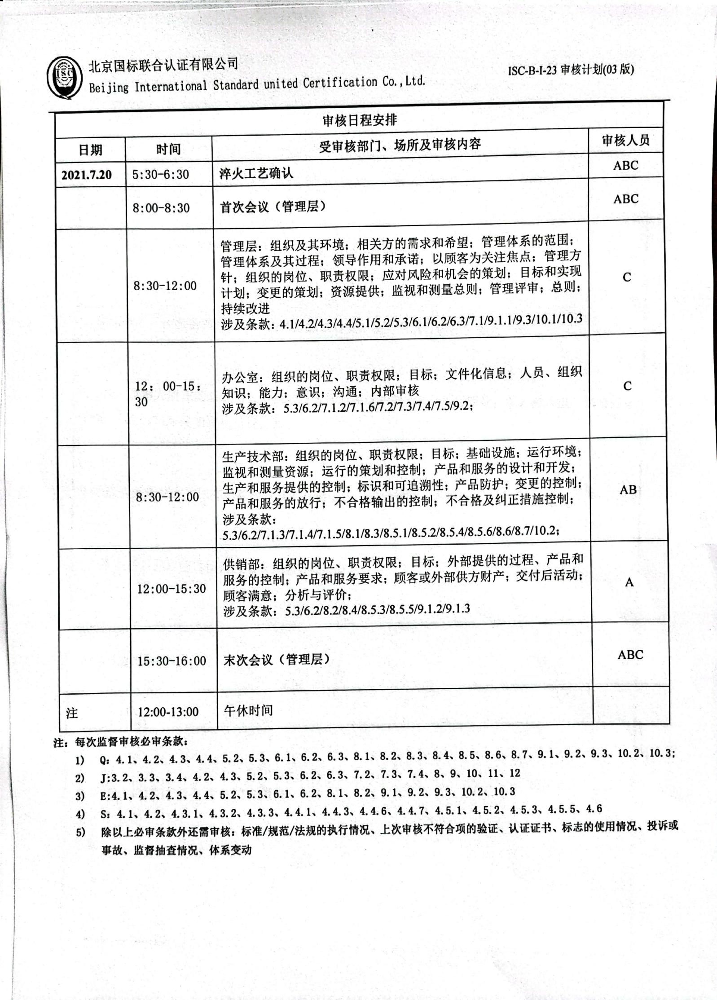 ISC
北京国标联合认证有限公司
Beijing International Standard united Certification Co.,Ltd.
ISC-B-I-23 审核计划(03 版)
审核日程安排
日期
时间
受审核部门、场所及审核内容
审核人员
2021.7.20
5:30-6:30
淬火工艺确认
ABC
8:00-8:30
首次会议（管理层）
ABC
8:30-12:00
管理层：组织及其环境；相关方的需求和希望；管理体系的范围；
管理体系及其过程；领导作用和承诺；以顾客为关注焦点；管理方
针；组织的岗位、职责权限；应对风险和机会的策划；目标和实现
计划；变更的策划；资源提供；监视和测量总则；管理评审；总则；
持续改进
涉及条款：4.1/4.2/4.3/4.4/5.1/5.2/5.3/6.1/6.2/6.3/7.1/9.1.1/9.3/10.1/10.3
C
12：00-15：
30
办公室：组织的岗位、职责权限；目标；文件化信息；人员、组织
知识；能力；意识；沟通；内部审核
涉及条款：5.3/6.2/7.1.2/7.1.6/7.2/7.3/7.4/7.5/9.2；
C
8:30-12:00
生产技术部：组织的岗位、职责权限；目标；基础设施；运行环境；
监视和测量资源；运行的策划和控制；产品和服务的设计和开发；
生产和服务提供的控制；标识和可追溯性；产品防护；变更的控制；
产品和服务的放行；不合格输出的控制；不合格及纠正措施控制；
涉及条款：
5.3/6.2/7.1.3/7.1.4/7.1.5/8.1/8.3/8.5.1/8.5.2/8.5.4/8.5.6/8.6/8.7/10.2；
AB
12:00-15:30
供销部：组织的岗位、职责权限；目标；外部提供的过程、产品和
服务的控制；产品和服务要求；顾客或外部供方财产；交付后活动；
顾客满意；分析与评价；
涉及条款：5.3/6.2/8.2/8.4/8.5.3/8.5.5/9.1.2/9.1.3
A
15:30-16:00
末次会议（管理层）
ABC
注
12:00-13:00
午休时间
注：每次监督审核必审条款：
1) Q：4.1、4.2、4.3、4.4、5.2、5.3、6.1、6.2、6.3、8.1、8.2、8.3、8.4、8.5、8.6、8.7、9.1、9.2、9.3、10.2、10.3；
2) J:3.2、3.3、3.4、4.2、4.3、5.2、5.3、6.2、6.3、7.2、7.3、7.4、8、9、10、11、12
3) E:4.1、4.2、4.3、4.4、5.2、5.3、6.1、6.2、8.1、8.2、9.1、9.2、9.3、10.2、10.3
4) S：4.1、4.2、4.3.1、4.3.2、4.3.3、4.4.1、4.4.3、4.4.6、4.4.7、4.5.1、4.5.2、4.5.3、4.5.5、4.6
5) 除以上必审条款外还需审核：标准/规范/法规的执行情况、上次审核不符合项的验证、认证证书、标志的使用情况、投诉或
事故、监督抽查情况、体系变动